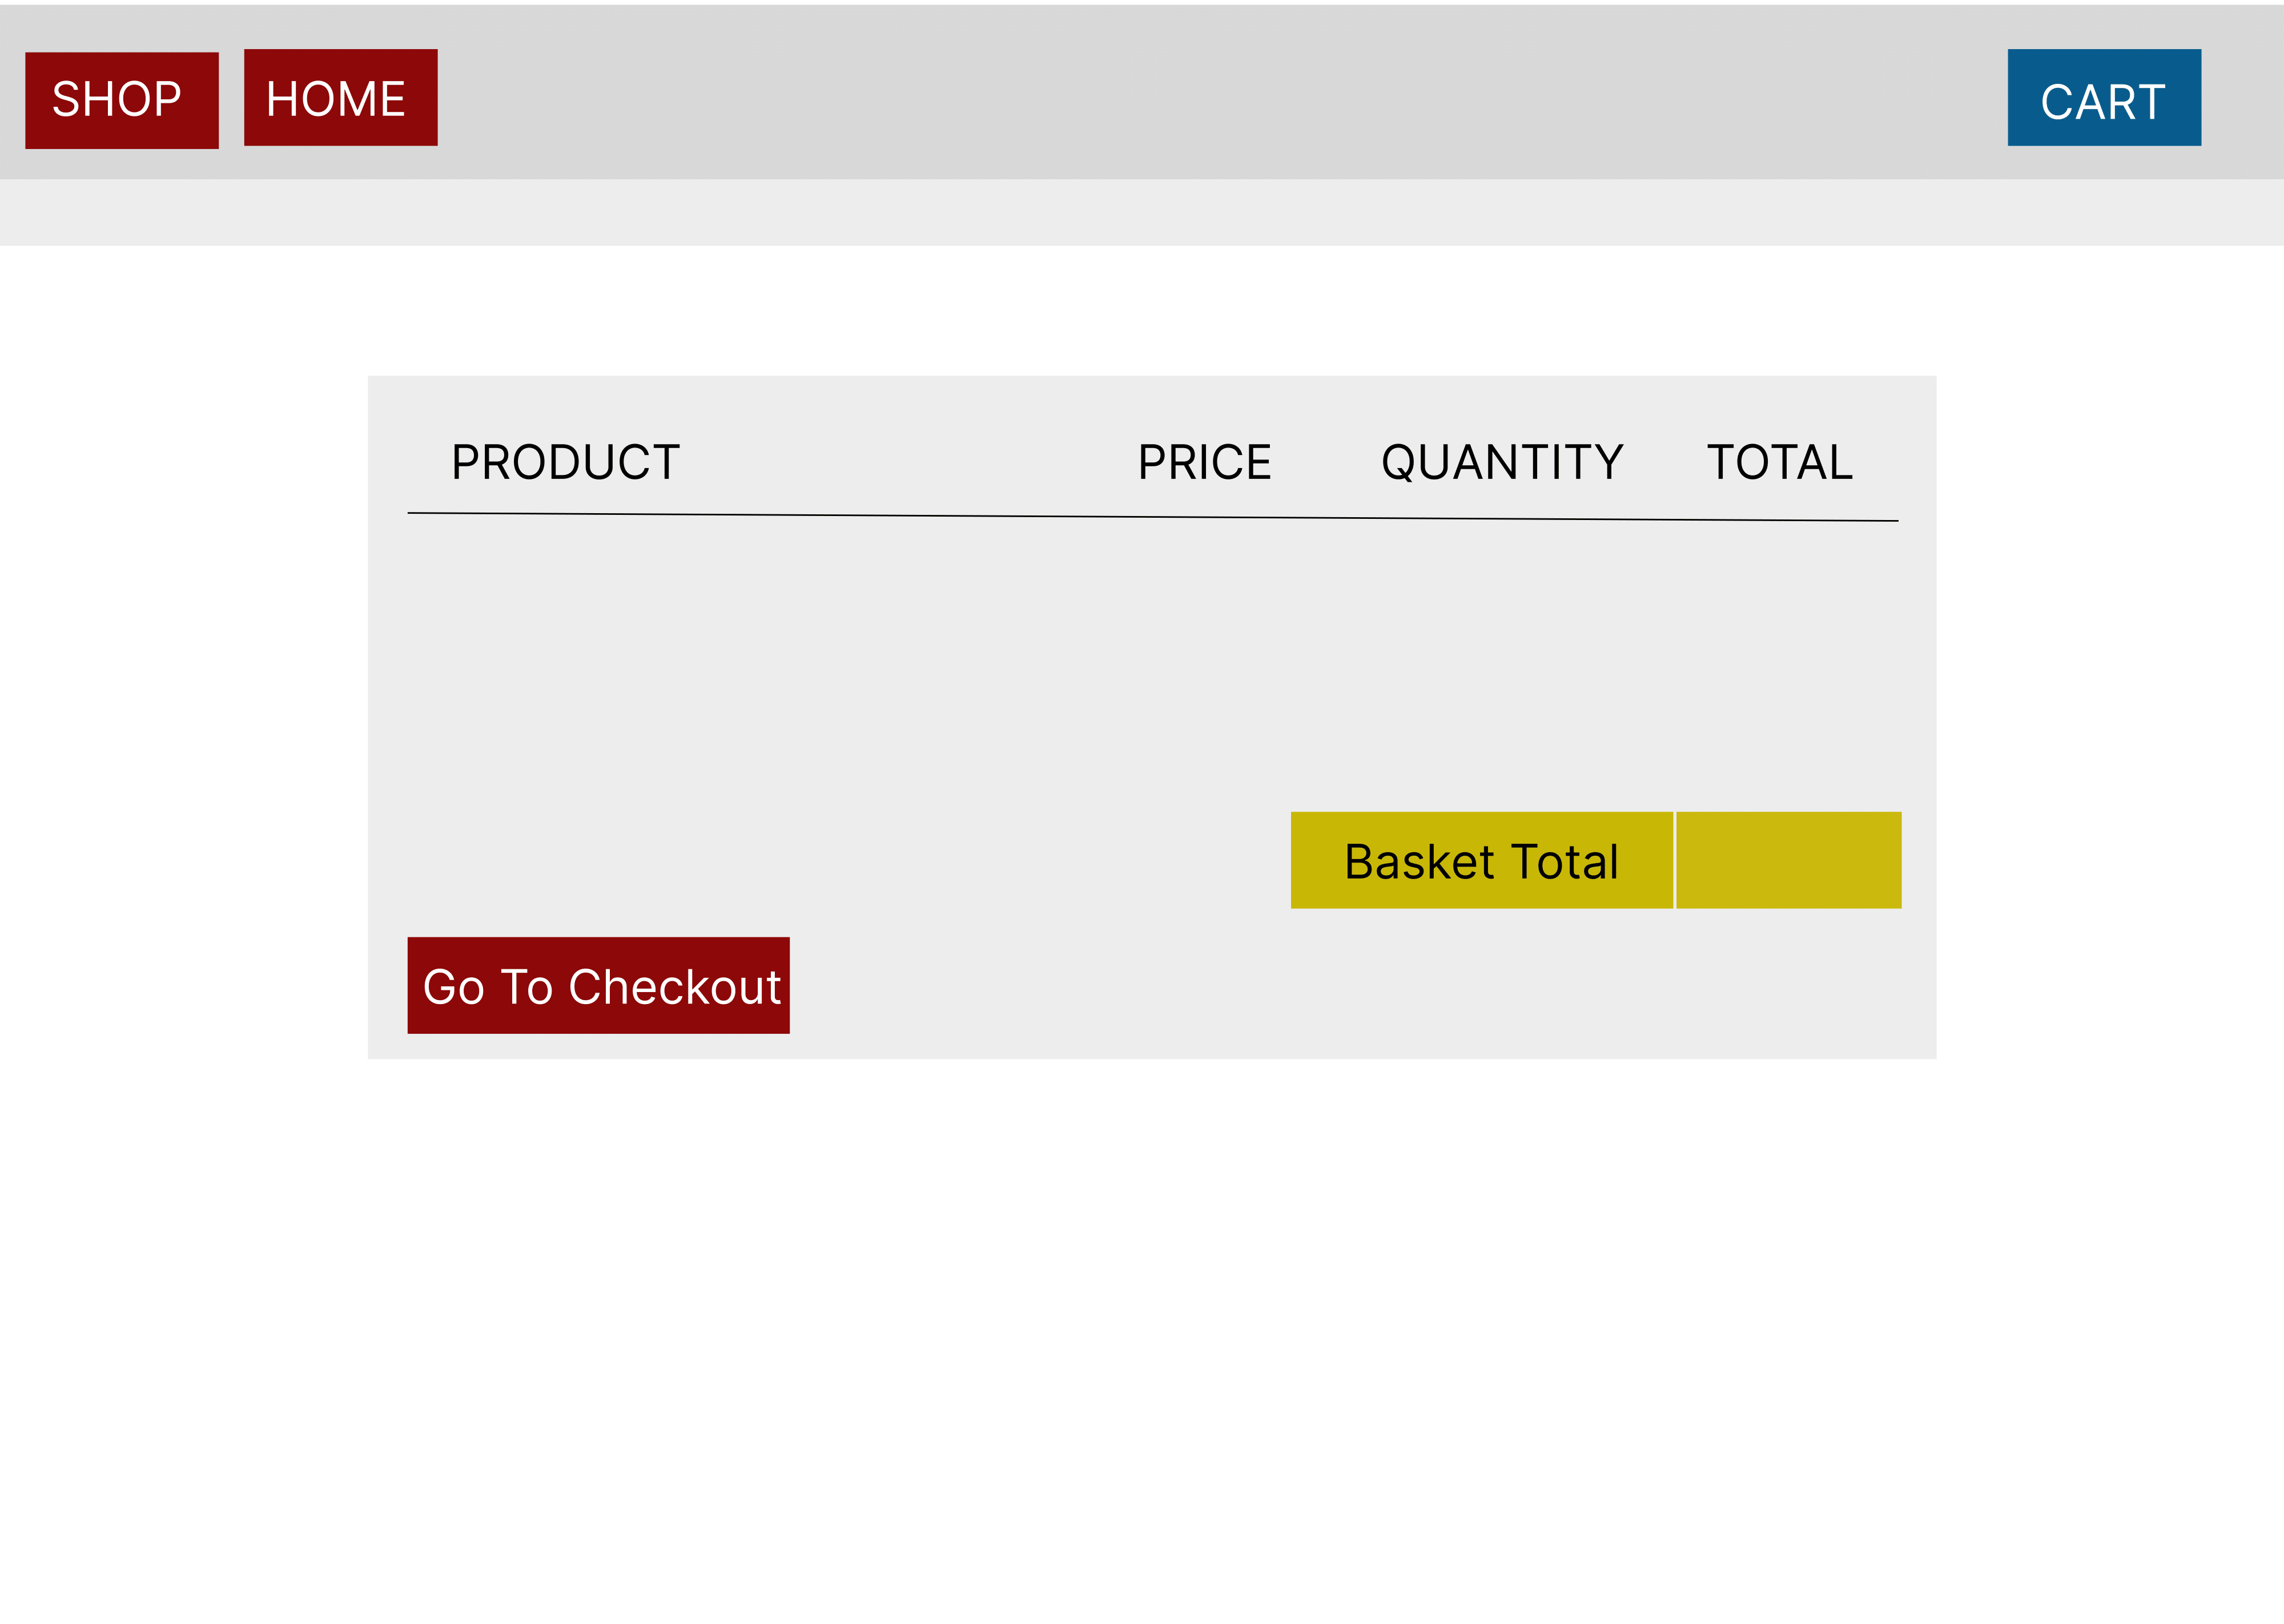 SHOP HOME CART
PRODUCT PRICE QUANTITY TOTAL
Basket Total
Go To Checkout